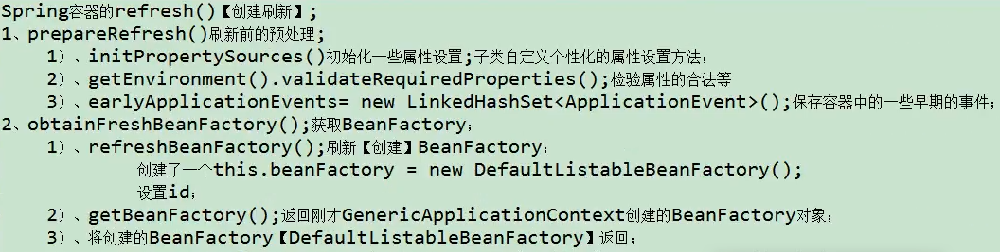 Spring容器的refresh()【创建刷新】;
1、prepareRefresh()刷新前的预处理;
1）、initPropertySources()初始化一些属性设置;子类自定义个性化的属性设置方法；
2）、getEnvironment().validateRequiredProperties();检验属性的合法等
3）、earlyApplicationEvents= new LinkedHashSet<ApplicationEvent>();保存容器中的一些早期的事件；
2、obtainFreshBeanFactory();获取BeanFactory；
1）、refreshBeanFactory();刷新【创建】BeanFactory；
创建了一个this.beanFactory = new DefaultListableBeanFactory();
设置id；
2）、getBeanFactory();返回刚才GenericApplicationContext创建的BeanFactory对象；
3）、将创建的BeanFactory【DefaultListableBeanFactory】返回；